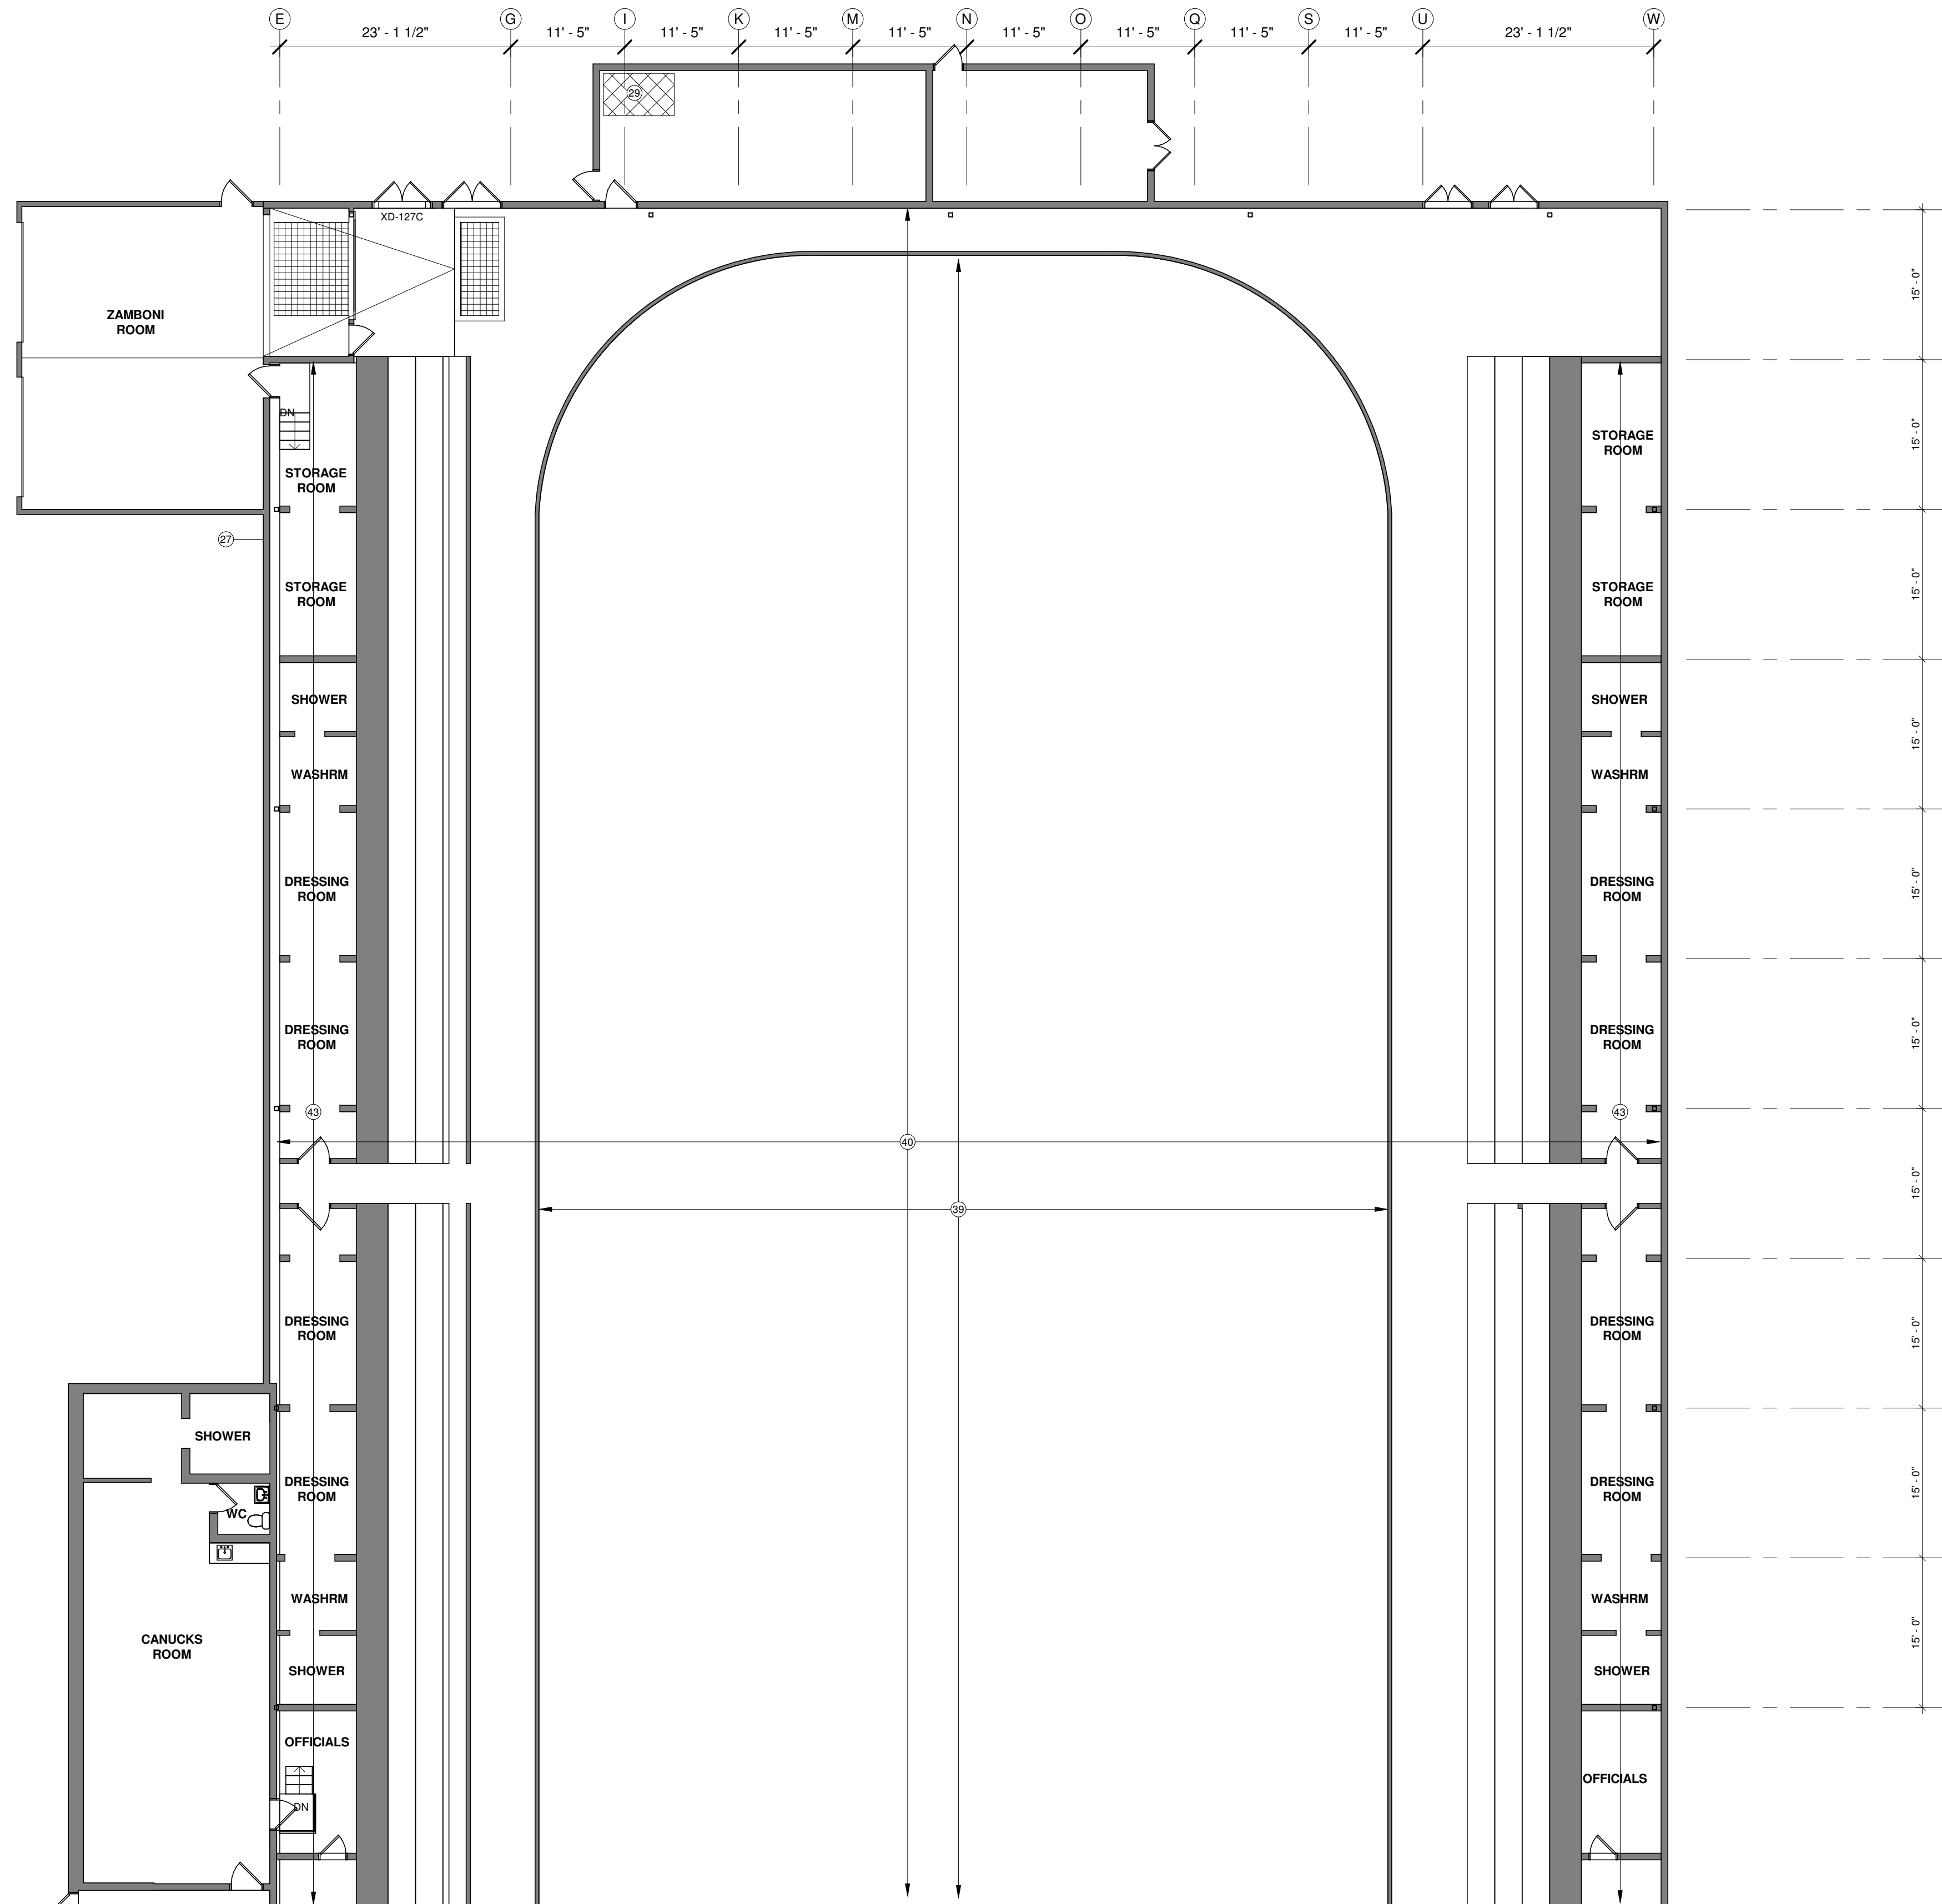 E G I K M N O Q S U W
23' - 1 1/2" 11' - 5" 11' - 5" 11' - 5" 11' - 5" 11' - 5" 11' - 5" 11' - 5" 11' - 5" 23' - 1 1/2"
29
XD-127C
15' - 0"
ZAMBONI
ROOM
DN
15' - 0"
STORAGE
ROOM
STORAGE
ROOM
27
15' - 0"
STORAGE
ROOM
STORAGE
ROOM
SHOWER
SHOWER
15' - 0"
WASHRM
WASHRM
15' - 0"
DRESSING
ROOM
DRESSING
ROOM
15' - 0"
DRESSING
ROOM
DRESSING
ROOM
43
43
40
15' - 0"
39
15' - 0"
DRESSING
ROOM
DRESSING
ROOM
SHOWER
15' - 0"
DRESSING
ROOM
DRESSING
ROOM
WC
WASHRM
WASHRM
15' - 0"
CANUCKS
ROOM
SHOWER
SHOWER
OFFICIALS
OFFICIALS
DN